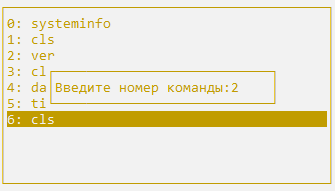 0: systeminfo
1: cls
2: ver
3: cl
4: da
Введите номер команды:2
5: ti
6: cls